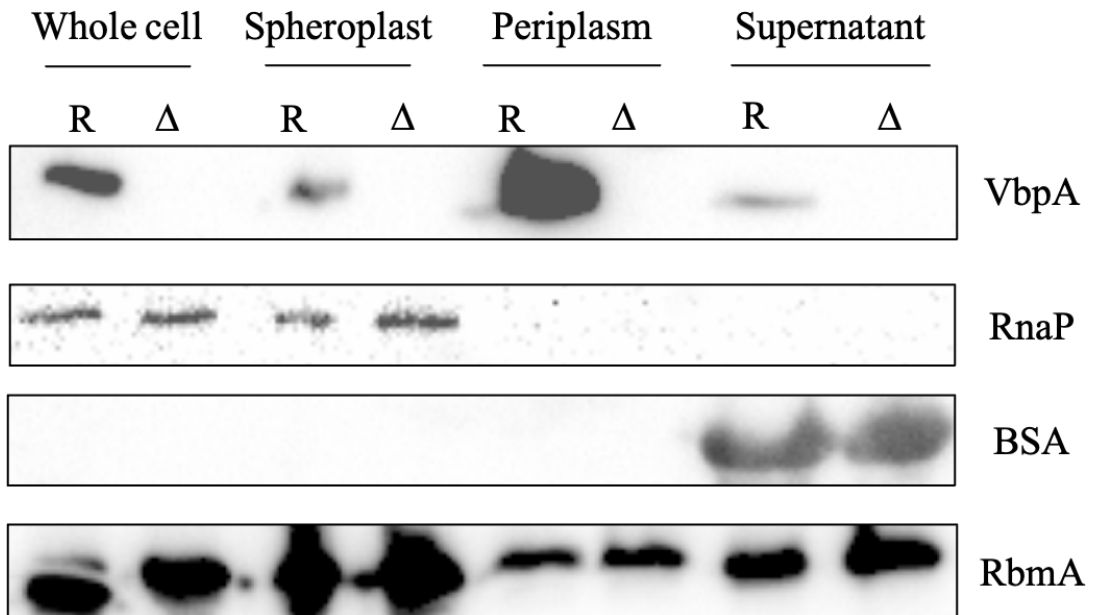 Whole cell Spheroplast Periplasm Supernatant
R Δ R Δ R Δ R Δ
VbpA
RnaP
BSA
RbmA